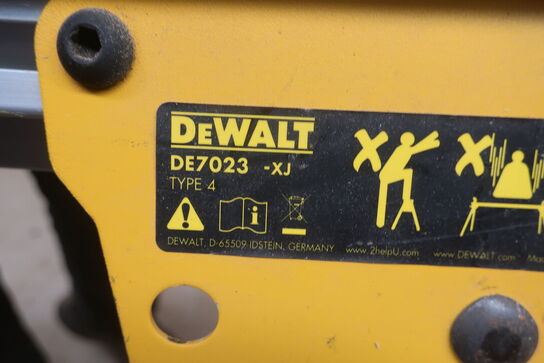 DEWALT
DE7023 -XJ
TYPE 4
DEWALT, D-65509 IDSTEIN, GERMANY www.2helpU.com www.DEWALT.com